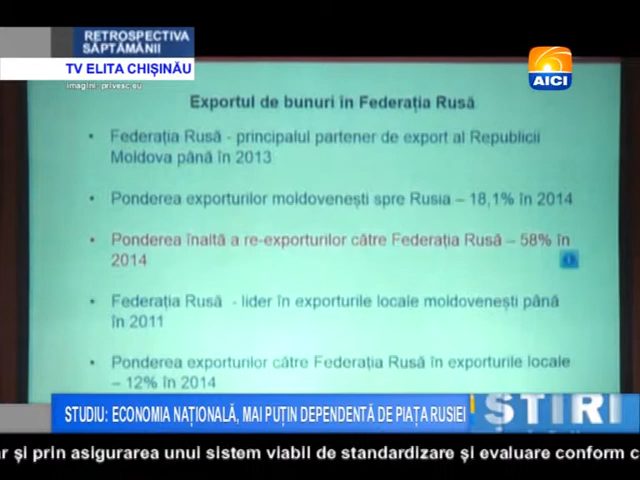 RETROSPECTIVA
SĂPTĂMÂNII
TV ELITA CHIȘINĂU
imagini: privesc.eu
AICI
Exportul de bunuri în Federația Rusă
• Federația Rusă - principalul partener de export al Republicii
Moldova până în 2013
• Ponderea exporturilor moldovenești spre Rusia – 18,1% în 2014
• Ponderea înaltă a re-exporturilor către Federația Rusă – 58% în
2014
• Federația Rusă - lider în exporturile locale moldovenești până
în 2011
• Ponderea exporturilor către Federația Rusă în exporturile locale
– 12% în 2014
STUDIU: ECONOMIA NAȚIONALĂ, MAI PUȚIN DEPENDENTĂ DE PIAȚA RUSIEI
ȘTIRI
ar și prin asigurarea unui sistem viabil de standardizare și evaluare conform c